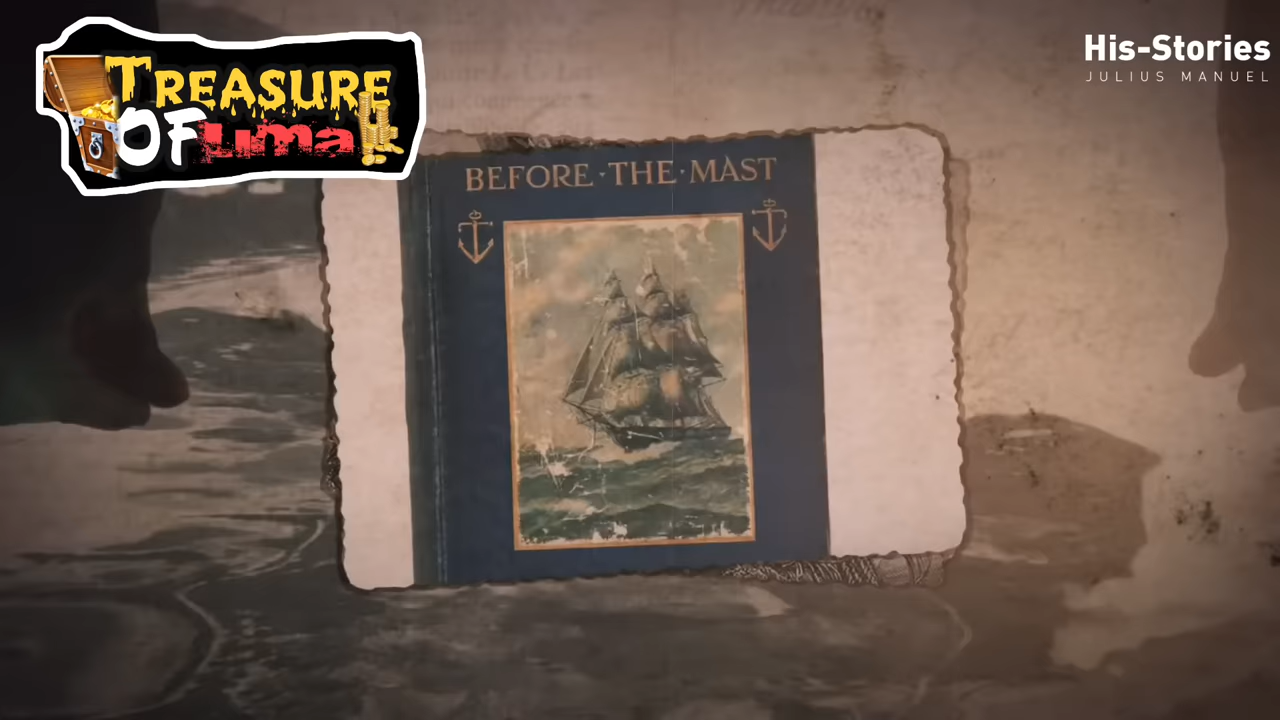 TREASURE
OF Lima
His-Stories
JULIUS MANUEL
BEFORE·THE·MAST